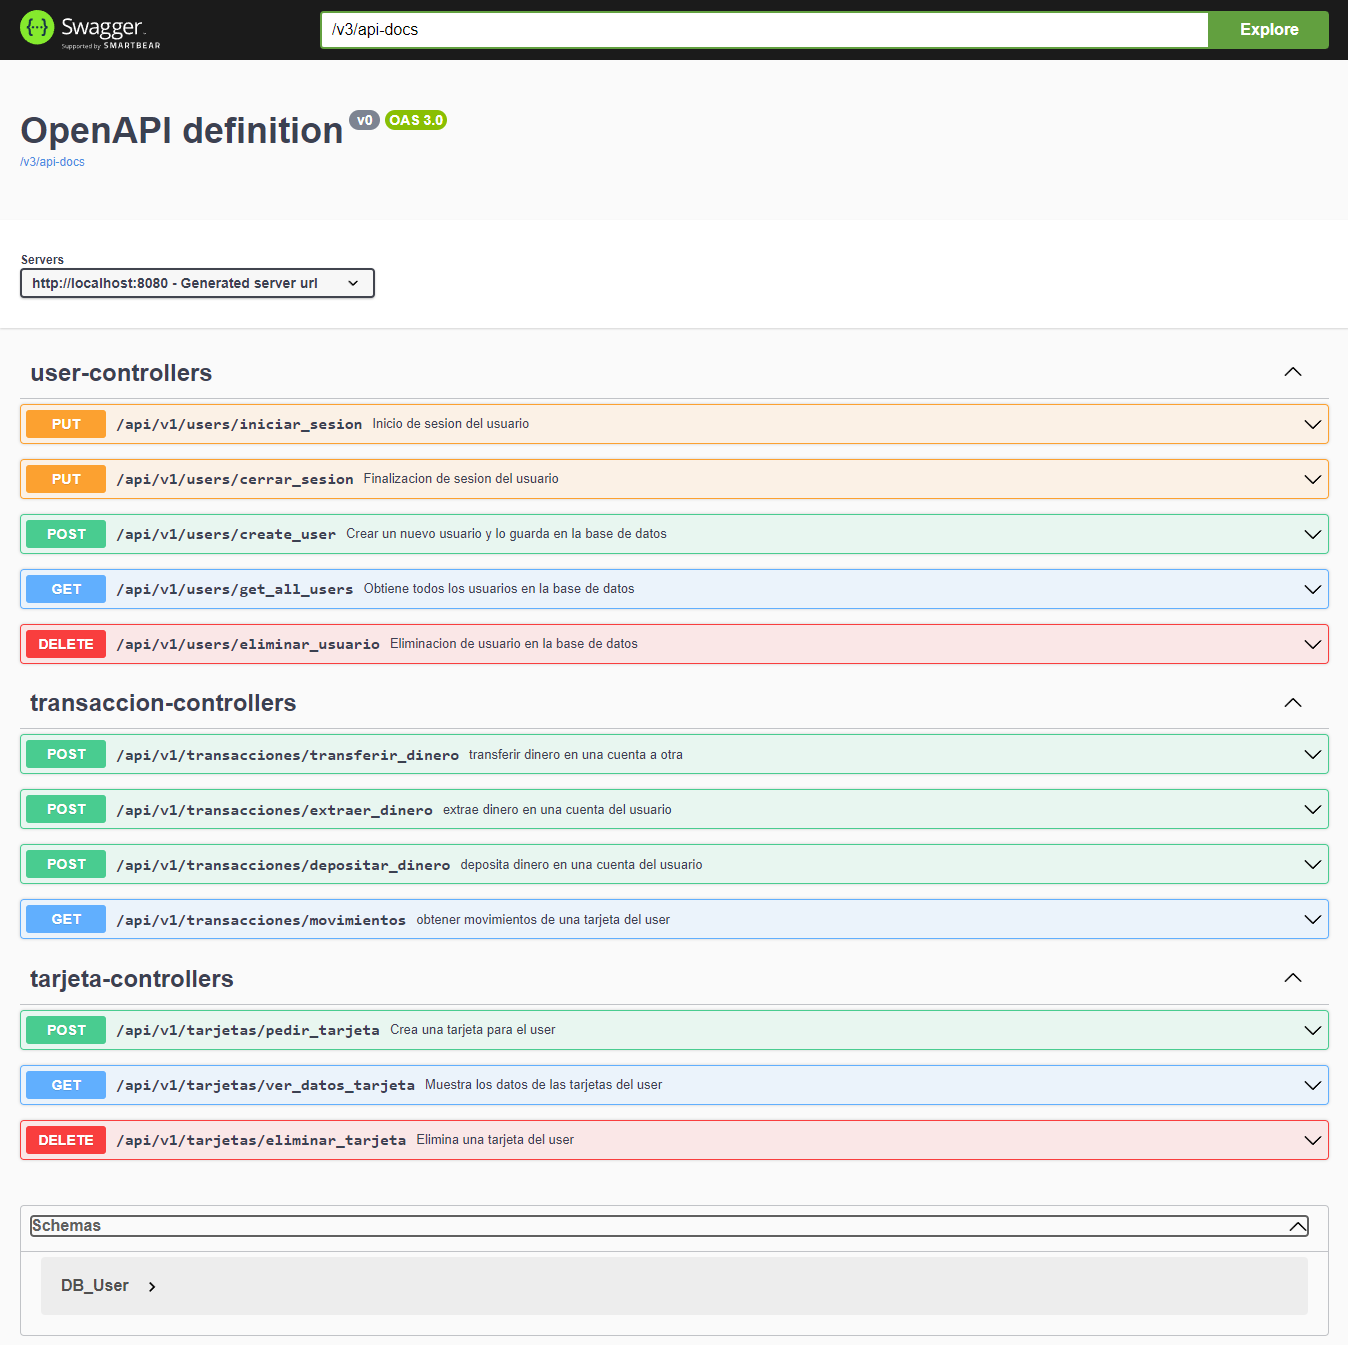 Swagger
Supported by SMARTBEAR
/v3/api-docs
Explore
OpenAPI definition v0 OAS 3.0
/v3/api-docs
Servers
http://localhost:8080 - Generated server url
user-controllers
PUT /api/v1/users/iniciar_sesion Inicio de sesion del usuario
PUT /api/v1/users/cerrar_sesion Finalizacion de sesion del usuario
POST /api/v1/users/create_user Crear un nuevo usuario y lo guarda en la base de datos
GET /api/v1/users/get_all_users Obtiene todos los usuarios en la base de datos
DELETE /api/v1/users/eliminar_usuario Eliminacion de usuario en la base de datos
transaccion-controllers
POST /api/v1/transacciones/transferir_dinero transferir dinero en una cuenta a otra
POST /api/v1/transacciones/extraer_dinero extrae dinero en una cuenta del usuario
POST /api/v1/transacciones/depositar_dinero deposita dinero en una cuenta del usuario
GET /api/v1/transacciones/movimientos obtener movimientos de una tarjeta del user
tarjeta-controllers
POST /api/v1/tarjetas/pedir_tarjeta Crea una tarjeta para el user
GET /api/v1/tarjetas/ver_datos_tarjeta Muestra los datos de las tarjetas del user
DELETE /api/v1/tarjetas/eliminar_tarjeta Elimina una tarjeta del user
Schemas
DB_User